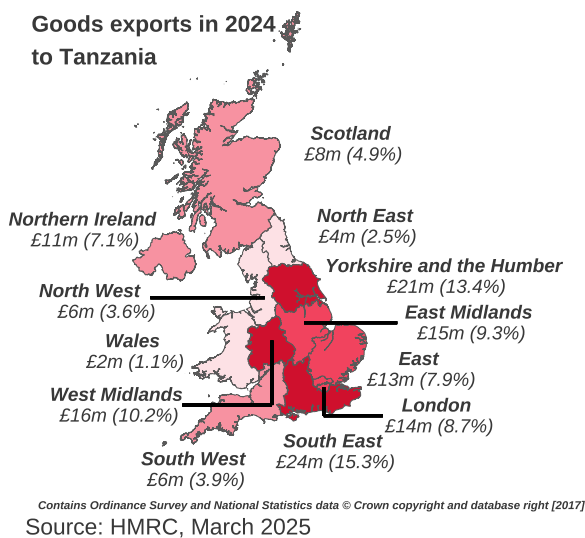 Goods exports in 2024
to Tanzania
Scotland
£8m (4.9%)
Northern Ireland
£11m (7.1%)
North East
£4m (2.5%)
Yorkshire and the Humber
£21m (13.4%)
North West
£6m (3.6%)
East Midlands
£15m (9.3%)
Wales
£2m (1.1%)
East
£13m (7.9%)
West Midlands
£16m (10.2%)
London
£14m (8.7%)
South East
£24m (15.3%)
South West
£6m (3.9%)
Contains Ordinance Survey and National Statistics data © Crown copyright and database right [2017]
Source: HMRC, March 2025